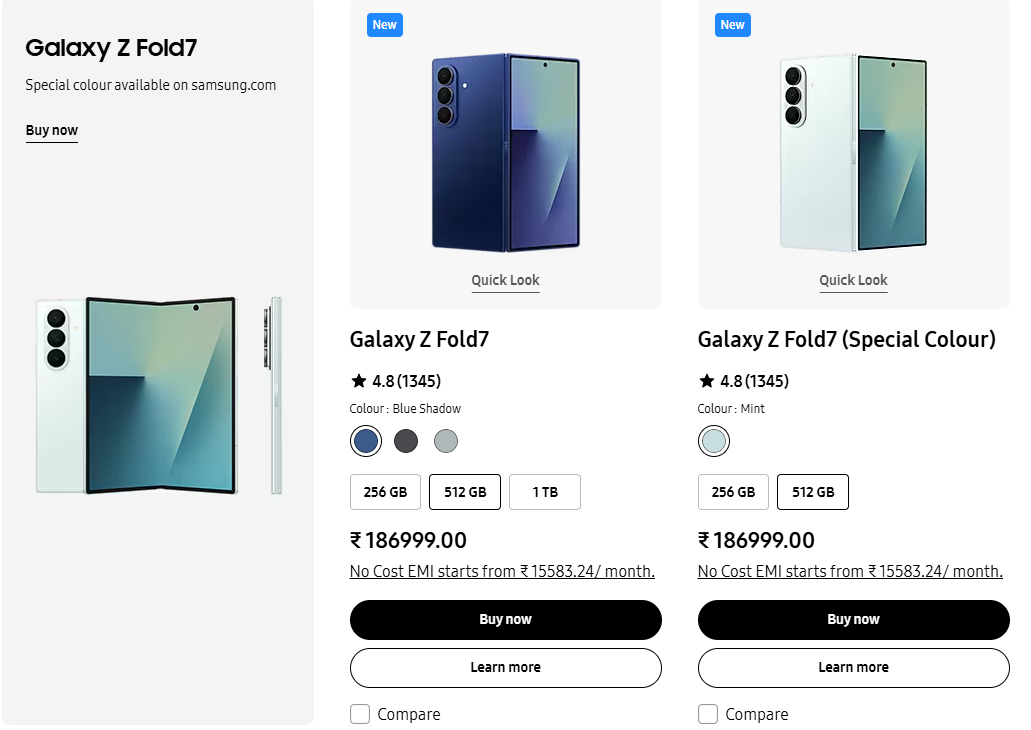 Galaxy Z Fold7
Special colour available on samsung.com
Buy now
New
Quick Look
Galaxy Z Fold7
★ 4.8 (1345)
Colour : Blue Shadow
256 GB 512 GB 1 TB
₹ 186999.00
No Cost EMI starts from ₹ 15583.24/ month.
Buy now
Learn more
Compare
New
Quick Look
Galaxy Z Fold7 (Special Colour)
★ 4.8 (1345)
Colour : Mint
256 GB 512 GB
₹ 186999.00
No Cost EMI starts from ₹ 15583.24/ month.
Buy now
Learn more
Compare